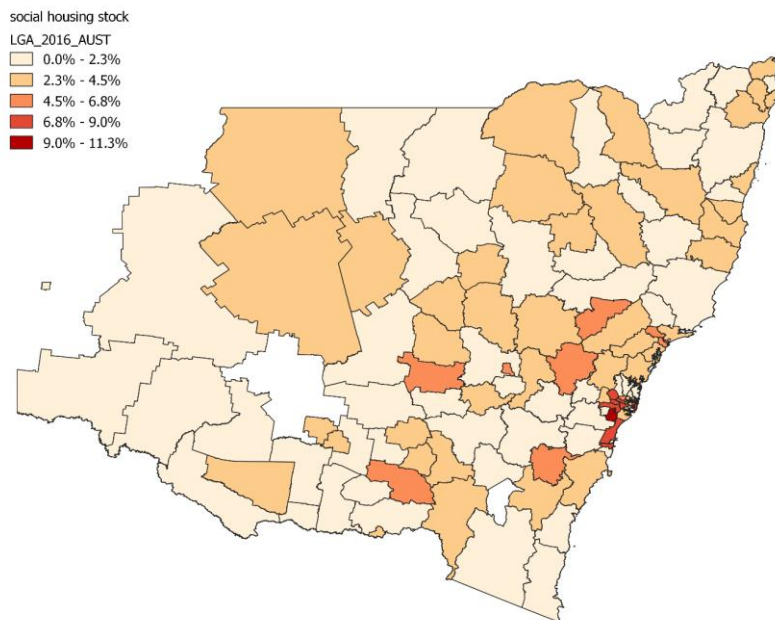 social housing stock
LGA_2016_AUST
0.0% - 2.3%
2.3% - 4.5%
4.5% - 6.8%
6.8% - 9.0%
9.0% - 11.3%